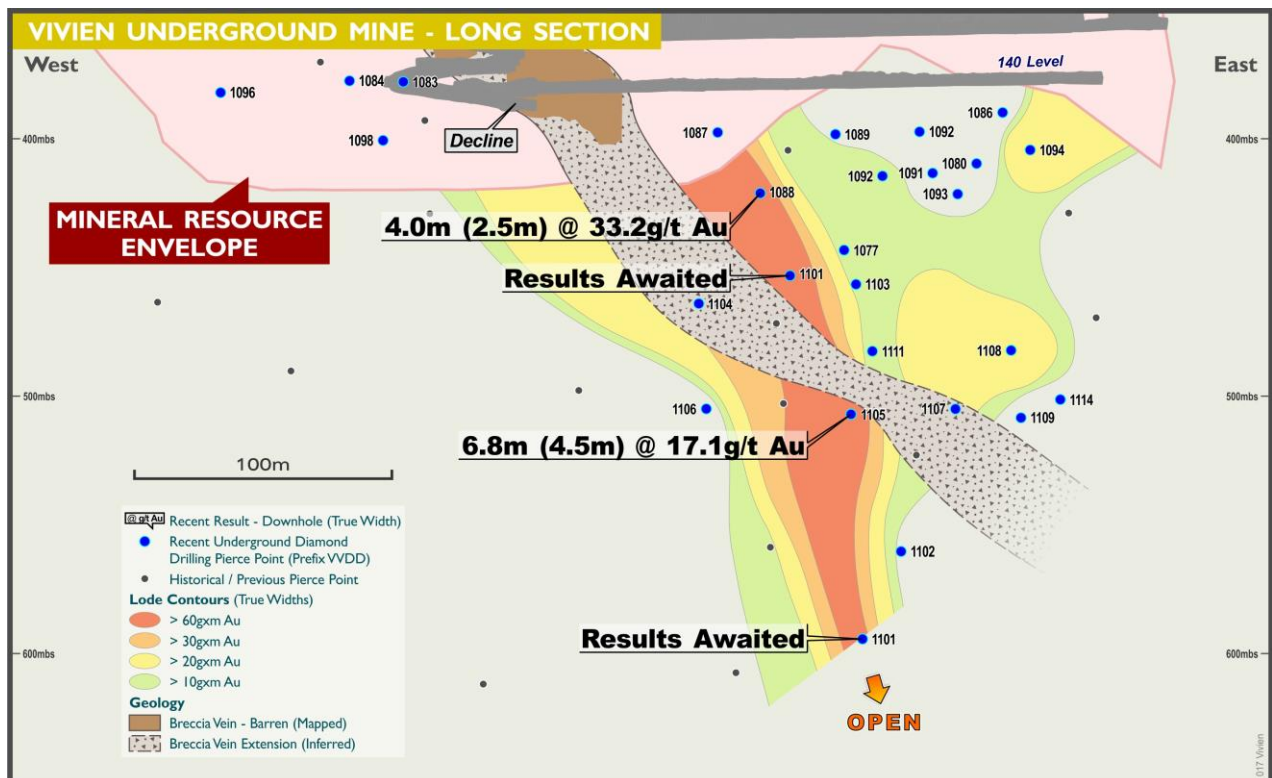 VIVIEN UNDERGROUND MINE - LONG SECTION
West
East
140 Level
1096
1084
1083
1098
Decline
1087
1089
1092
1086
1094
1080
1091
1092
1093
400mbs
400mbs
MINERAL RESOURCE
ENVELOPE
1088
4.0m (2.5m) @ 33.2g/t Au
1077
Results Awaited
1101
1103
1104
1111
1108
500mbs
500mbs
1106
1105
1107
1109
1114
6.8m (4.5m) @ 17.1g/t Au
100m
1102
@ g/t Au Recent Result - Downhole (True Width)
Recent Underground Diamond
Drilling Pierce Point (Prefix VVDD)
Historical / Previous Pierce Point
Lode Contours (True Widths)
> 60gxm Au
> 30gxm Au
> 20gxm Au
> 10gxm Au
Geology
Breccia Vein - Barren (Mapped)
Breccia Vein Extension (Inferred)
Results Awaited
1101
600mbs
600mbs
OPEN
017 Vivien